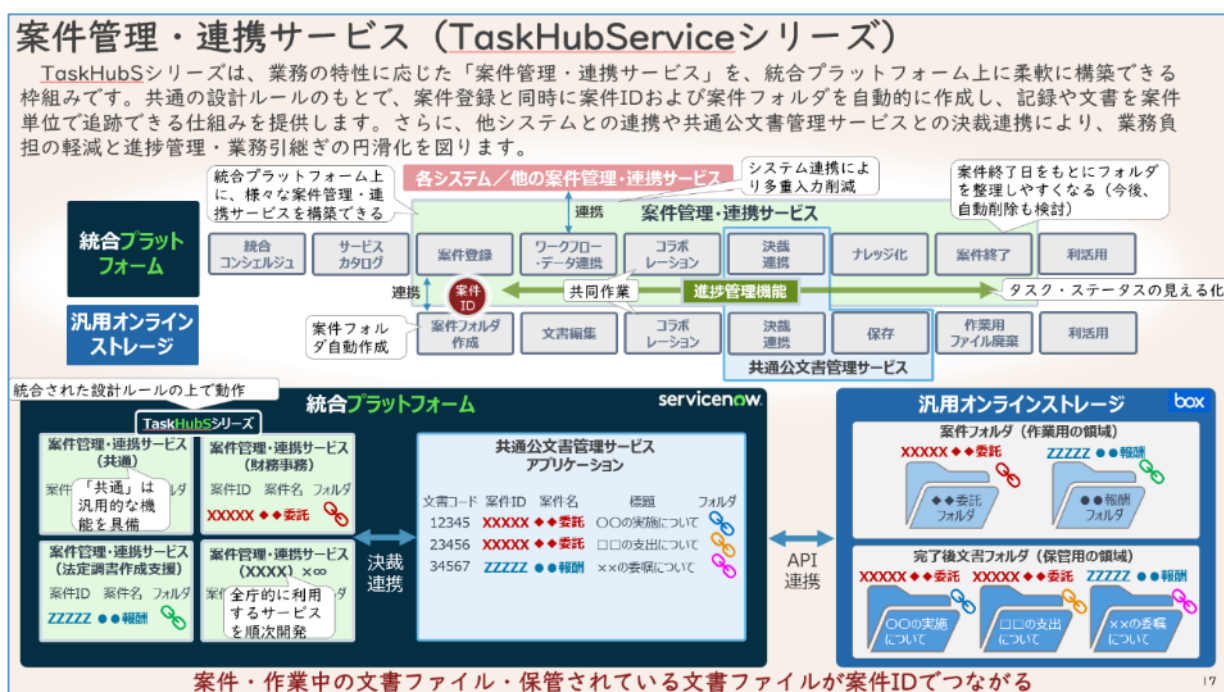 案件管理・連携サービス（TaskHubServiceシリーズ）
TaskHubSシリーズは、業務の特性に応じた「案件管理・連携サービス」を、統合プラットフォーム上に柔軟に構築できる
枠組みです。共通の設計ルールのもとで、案件登録と同時に案件IDおよび案件フォルダを自動的に作成し、記録や文書を案件
単位で追跡できる仕組みを提供します。さらに、他システムとの連携や共通公文書管理サービスとの決裁連携により、業務負
担の軽減と進捗管理・業務引継ぎの円滑化を図ります。
統合プラットフォーム上
に、様々な案件管理・連
携サービスを構築できる
各システム／他の案件管理・連携サービス
システム連携によ
り多重入力削減
案件終了日をもとにフォルダ
を整理しやすくなる（今後、
自動削除も検討）
連携
案件管理・連携サービス
統合プラット
フォーム
統合
コンシェルジュ
サービス
カタログ
案件登録
ワークフロー
・データ連携
コラボ
レーション
決裁
連携
ナレッジ化
案件終了
利活用
連携
案件
ID
共同作業
進捗管理機能
タスク・ステータスの見える化
汎用オンライン
ストレージ
案件フォル
ダ自動作成
案件フォルダ
作成
文書編集
コラボ
レーション
決裁
連携
保存
作業用
ファイル廃棄
利活用
共通公文書管理サービス
統合された設計ルールの上で動作
統合プラットフォーム
servicenow.
TaskHubSシリーズ
案件管理・連携サービス
（共通）
案件
ルダ
「共通」は
汎用的な機
能を具備
案件管理・連携サービス
（財務事務）
案件ID 案件名 フォルダ
XXXXX ◆◆委託
案件管理・連携サービス
（法定調書作成支援）
案件ID 案件名 フォルダ
ZZZZZ ●●報酬
案件管理・連携サービス
（XXXX） ×∞
全庁的に利用
するサービス
を順次開発
決裁
連携
共通公文書管理サービス
アプリケーション
文書コード 案件ID 案件名 標題 フォルダ
12345 XXXXX ◆◆委託 〇〇の実施について
23456 XXXXX ◆◆委託 □□の支出について
34567 ZZZZZ ●●報酬 ××の委嘱について
API
連携
汎用オンラインストレージ
box
案件フォルダ（作業用の領域）
XXXXX ◆◆委託
ZZZZZ ●●報酬
◆◆委託
フォルダ
●●報酬
フォルダ
完了後文書フォルダ（保管用の領域）
XXXXX ◆◆委託 XXXXX ◆◆委託 ZZZZZ ●●報酬
〇〇の実施
について
□□の支出
について
××の委嘱
について
案件・作業中の文書ファイル・保管されている文書ファイルが案件IDでつながる
17